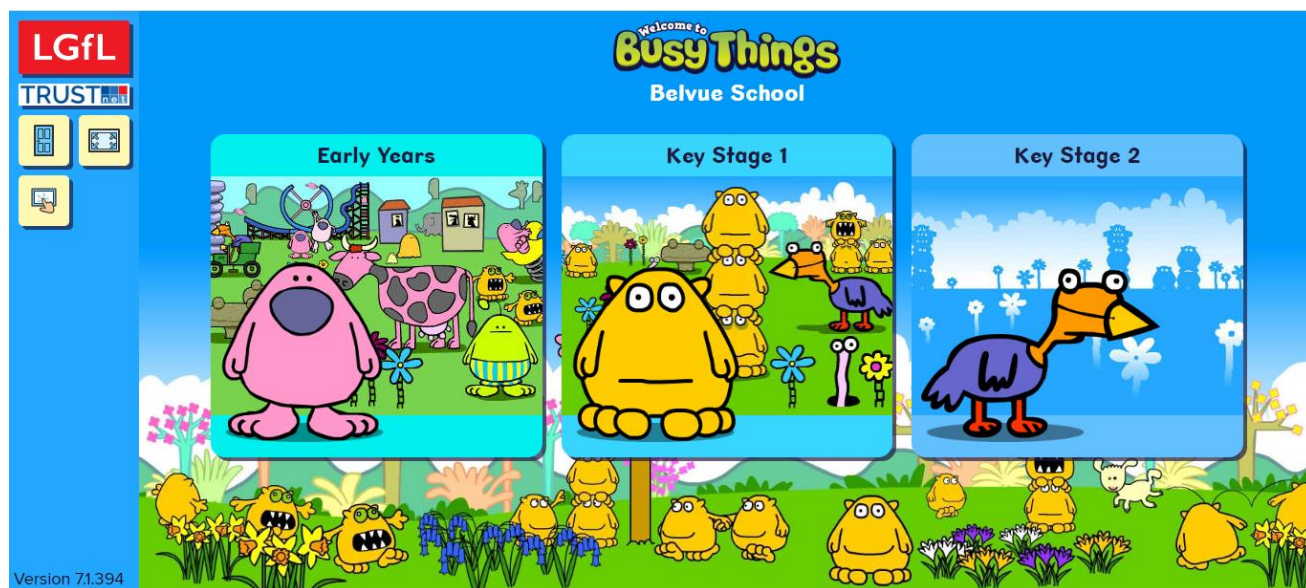 LGfL
TRUSTnet
Welcome to
Busy Things
Belvue School
Early Years
Key Stage 1
Key Stage 2
Version 7.1.394